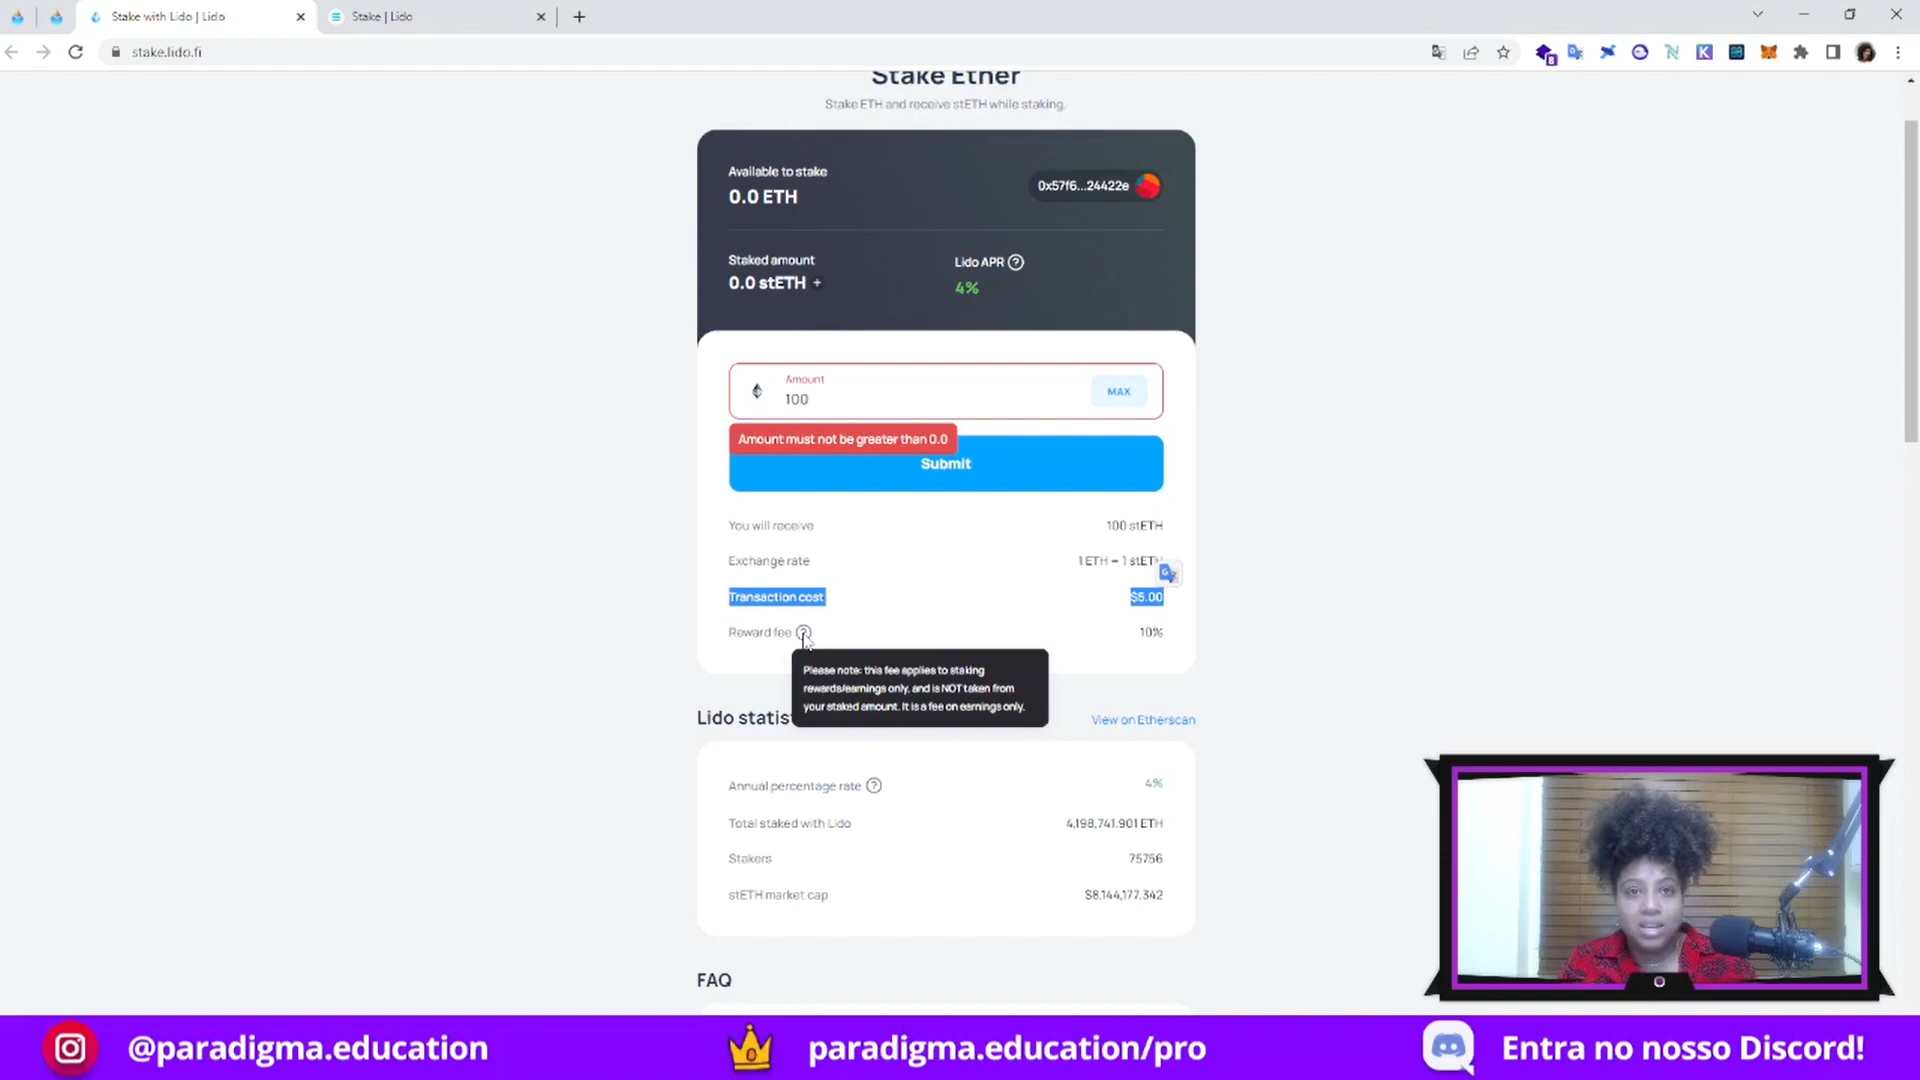 Stake with Lido | Lido
Stake | Lido
stake.lido.fi
8
Stake Ether
Stake ETH and receive stETH while staking.
Available to stake
0.0 ETH
0x57f6...24422e
Staked amount
0.0 stETH +
Lido APR ?
4%
Amount
100
MAX
Amount must not be greater than 0.0
Submit
You will receive 100 stETH
Exchange rate 1 ETH = 1 stETH
Transaction cost $5.00
Reward fee ? 10%
Please note: this fee applies to staking
rewards/earnings only, and is NOT taken from
your staked amount. It is a fee on earnings only.
Lido statist
View on Etherscan
Annual percentage rate ? 4%
Total staked with Lido 4,198,741.901 ETH
Stakers 75756
stETH market cap $8,144,177,342
FAQ
@paradigma.education
paradigma.education/pro
Entra no nosso Discord!